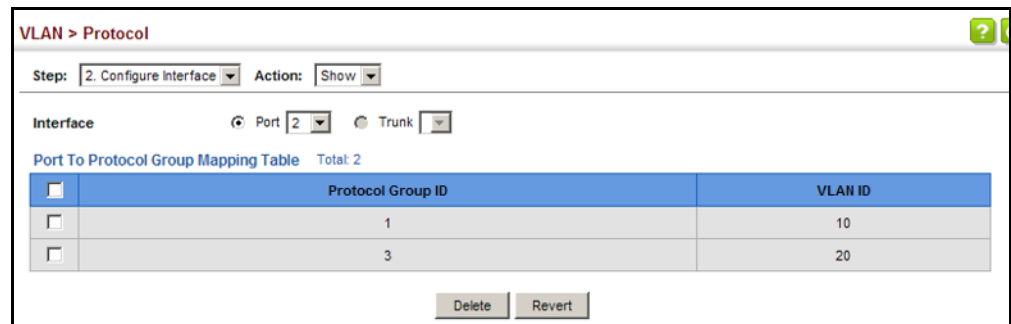 VLAN > Protocol
?
Step: 2. Configure Interface Action: Show
Interface Port 2 Trunk
Port To Protocol Group Mapping Table Total: 2
Protocol Group ID VLAN ID
1 10
3 20
Delete Revert